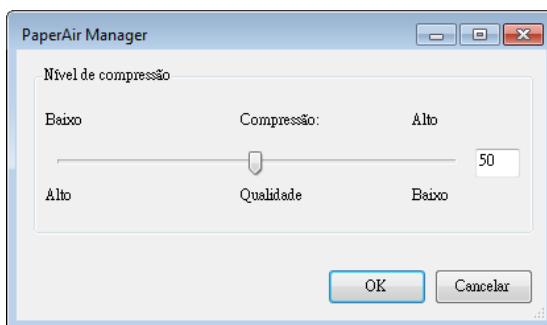 PaperAir Manager
Nível de compressão
Baixo Compressão: Alto
50
Alto Qualidade Baixo
OK Cancelar